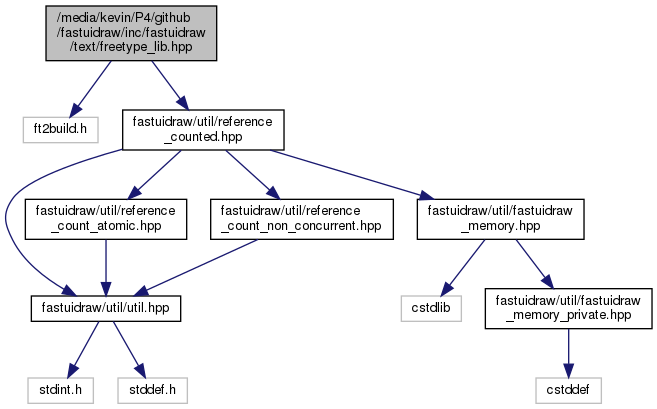 /media/kevin/P4/github
/fastuidraw/inc/fastuidraw
/text/freetype_lib.hpp
ft2build.h
fastuidraw/util/reference
_counted.hpp
fastuidraw/util/reference
_count_atomic.hpp
fastuidraw/util/reference
_count_non_concurrent.hpp
fastuidraw/util/fastuidraw
_memory.hpp
fastuidraw/util/util.hpp
cstdlib
fastuidraw/util/fastuidraw
_memory_private.hpp
stdint.h
stddef.h
cstddef